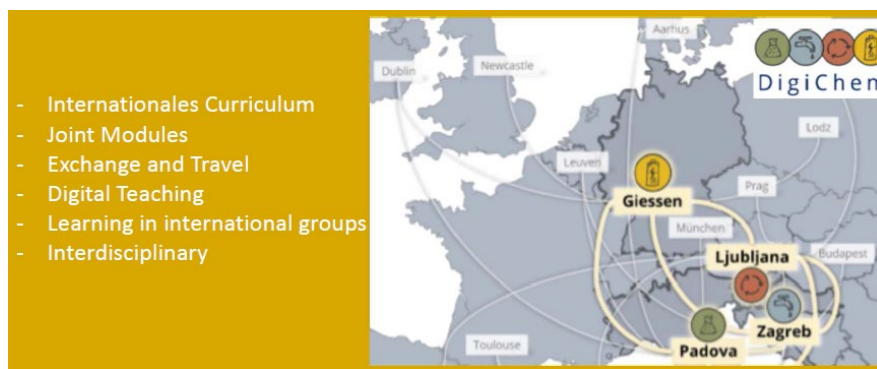 - Internationales Curriculum
- Joint Modules
- Exchange and Travel
- Digital Teaching
- Learning in international groups
- Interdisciplinary
Aarhus
Dublin
Newcastle
DigiChem
Lodz
Leuven
Prag
Giessen
München
Ljubljana
Budapest
Zagreb
Toulouse
Padova